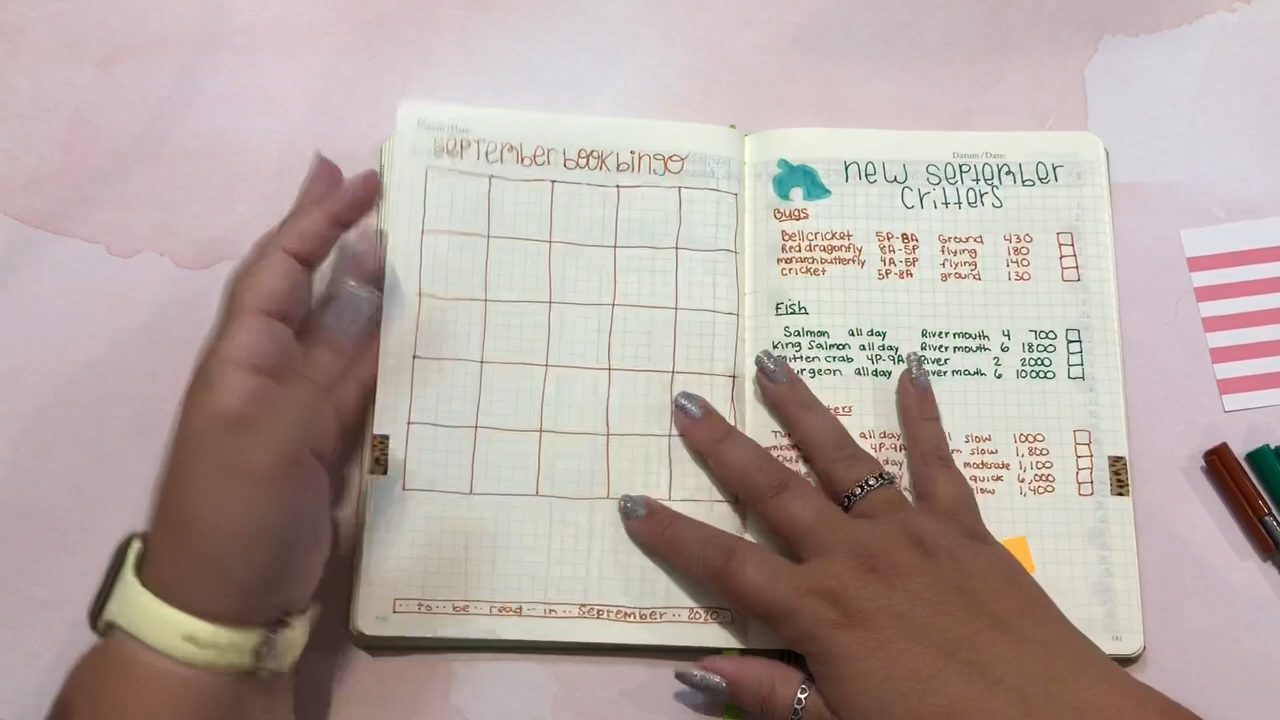 Datum/Date:
september book bingo
to be read in September 2020
Datum/Date:
new september
critters
Bugs
Bell cricket 5P-8A Ground 430
Red dragonfly 8A-5P flying 180
monarch butterfly 4A-5P flying 140
cricket 5P-8A ground 130
Fish
Salmon all day River mouth 4 700
King Salmon all day River mouth 6 1800
mitten crab 4P-9A River 2 2000
all day mouth 6 10000
all day slow 1000
4P-9A slow 1,800
day moderate 1,100
quick 6,000
1,400
181